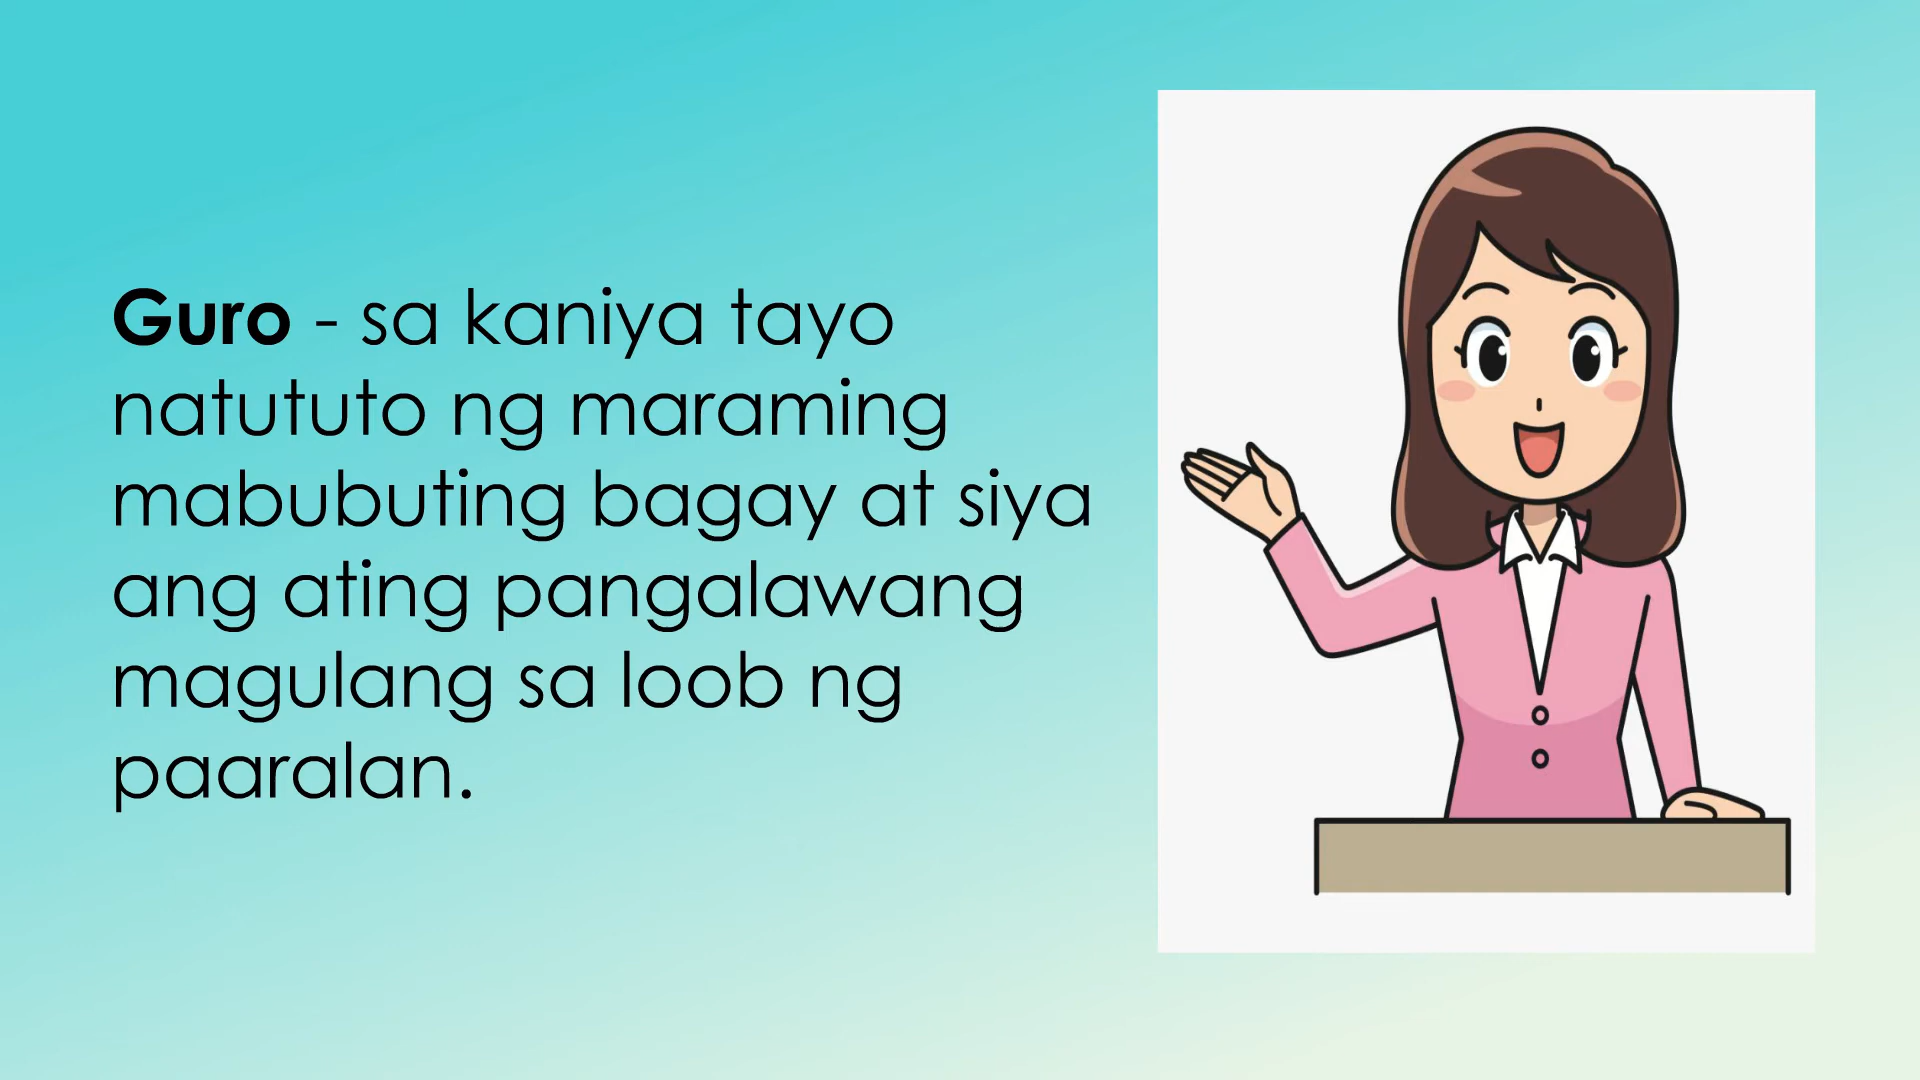 Guro - sa kaniya tayo
natututo ng maraming
mabubuting bagay at siya
ang ating pangalawang
magulang sa loob ng
paaralan.